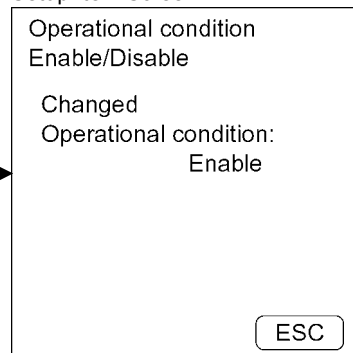 Operational condition
Enable/Disable
Changed
Operational condition:
Enable
ESC